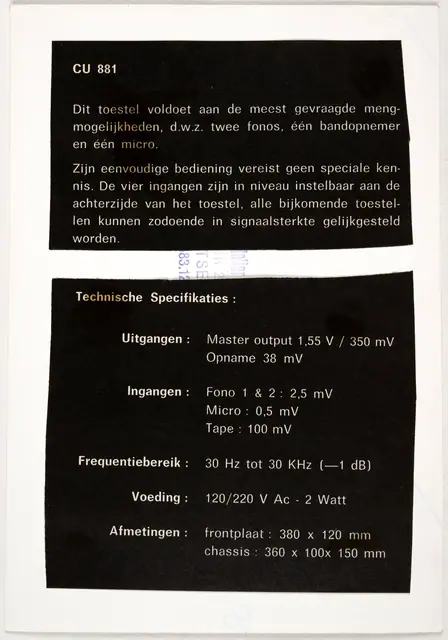 CU 881
Dit toestel voldoet aan de meest gevraagde meng-
mogelijkheden, d.w.z. twee fonos, één bandopnemer
en één micro.
Zijn eenvoudige bediening vereist geen speciale ken-
nis. De vier ingangen zijn in niveau instelbaar aan de
achterzijde van het toestel, alle bijkomende toestel-
len kunnen zodoende in signaalsterkte gelijkgesteld
worden.
Technische Specifikaties :
Uitgangen : Master output 1,55 V / 350 mV
Opname 38 mV
Ingangen : Fono 1 & 2 : 2,5 mV
Micro : 0,5 mV
Tape : 100 mV
Frequentiebereik : 30 Hz tot 30 KHz (—1 dB)
Voeding : 120/220 V Ac - 2 Watt
Afmetingen : frontplaat : 380 x 120 mm
chassis : 360 x 100x 150 mm